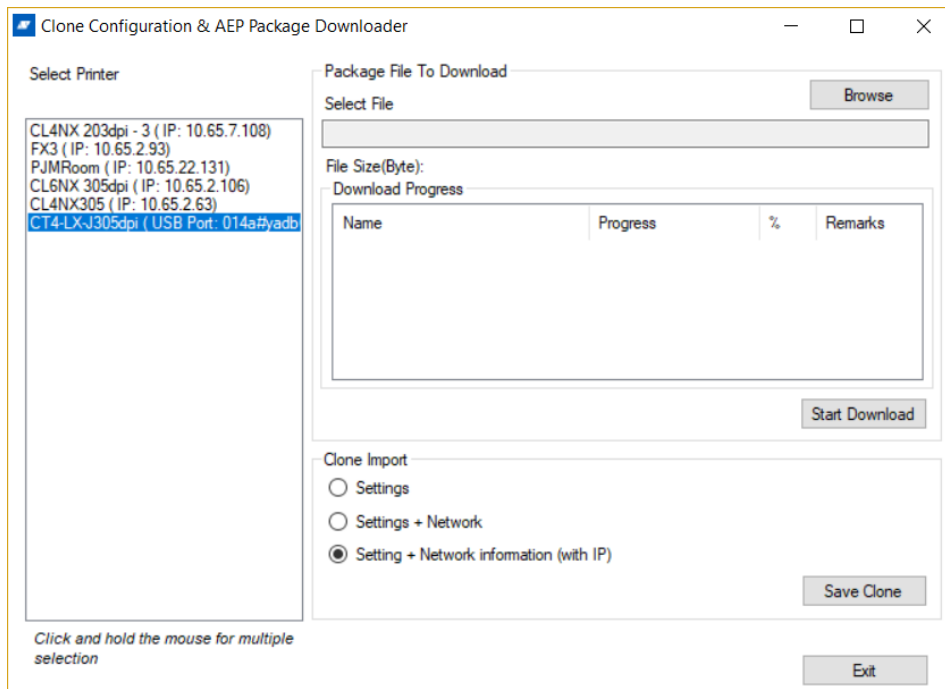 Clone Configuration & AEP Package Downloader
Select Printer
CL4NX 203dpi - 3 ( IP: 10.65.7.108)
FX3 ( IP: 10.65.2.93)
PJMRoom ( IP: 10.65.22.131)
CL6NX 305dpi ( IP: 10.65.2.106)
CL4NX305 ( IP: 10.65.2.63)
CT4-LX-J305dpi ( USB Port: 014a#yadb
Click and hold the mouse for multiple
selection
Package File To Download
Browse
Select File
File Size(Byte):
Download Progress
Name Progress % Remarks
Start Download
Clone Import
Settings
Settings + Network
Setting + Network information (with IP)
Save Clone
Exit